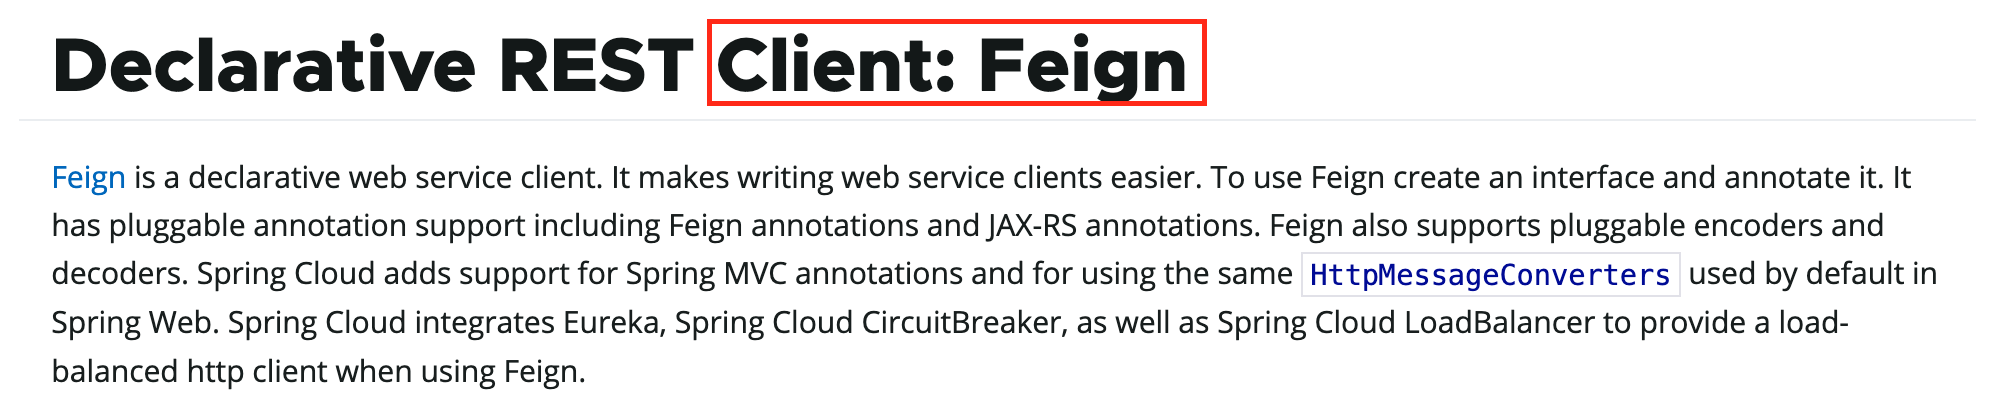 Declarative REST Client: Feign
Feign is a declarative web service client. It makes writing web service clients easier. To use Feign create an interface and annotate it. It
has pluggable annotation support including Feign annotations and JAX-RS annotations. Feign also supports pluggable encoders and
decoders. Spring Cloud adds support for Spring MVC annotations and for using the same HttpMessageConverters used by default in
Spring Web. Spring Cloud integrates Eureka, Spring Cloud CircuitBreaker, as well as Spring Cloud LoadBalancer to provide a load-
balanced http client when using Feign.